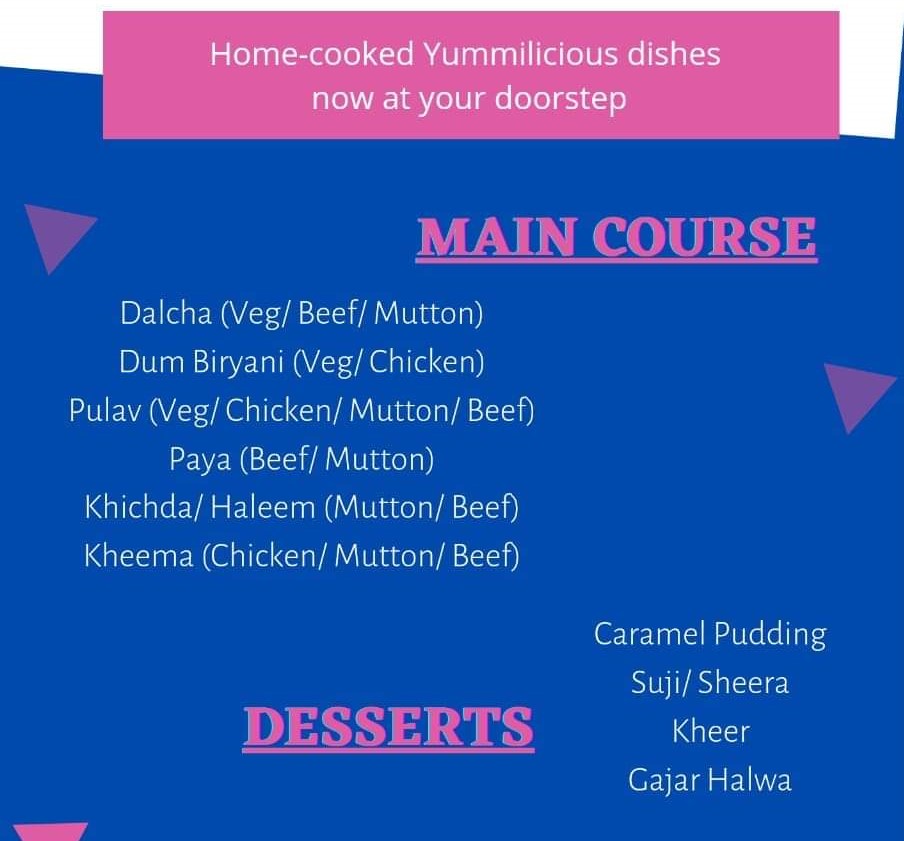 Home-cooked Yummilicious dishes
now at your doorstep
MAIN COURSE
Dalcha (Veg/ Beef/ Mutton)
Dum Biryani (Veg/ Chicken)
Pulav (Veg/ Chicken/ Mutton/ Beef)
Paya (Beef/ Mutton)
Khichda/ Haleem (Mutton/ Beef)
Kheema (Chicken/ Mutton/ Beef)
DESSERTS
Caramel Pudding
Suji/ Sheera
Kheer
Gajar Halwa